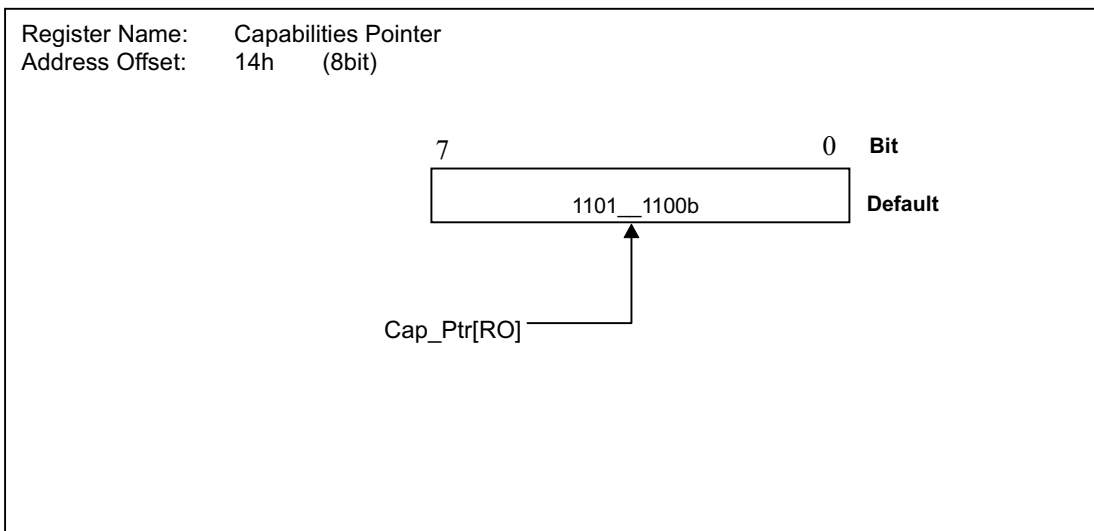 Register Name: Capabilities Pointer
Address Offset: 14h (8bit)
7 0 Bit
1101__1100b Default
Cap_Ptr[RO]